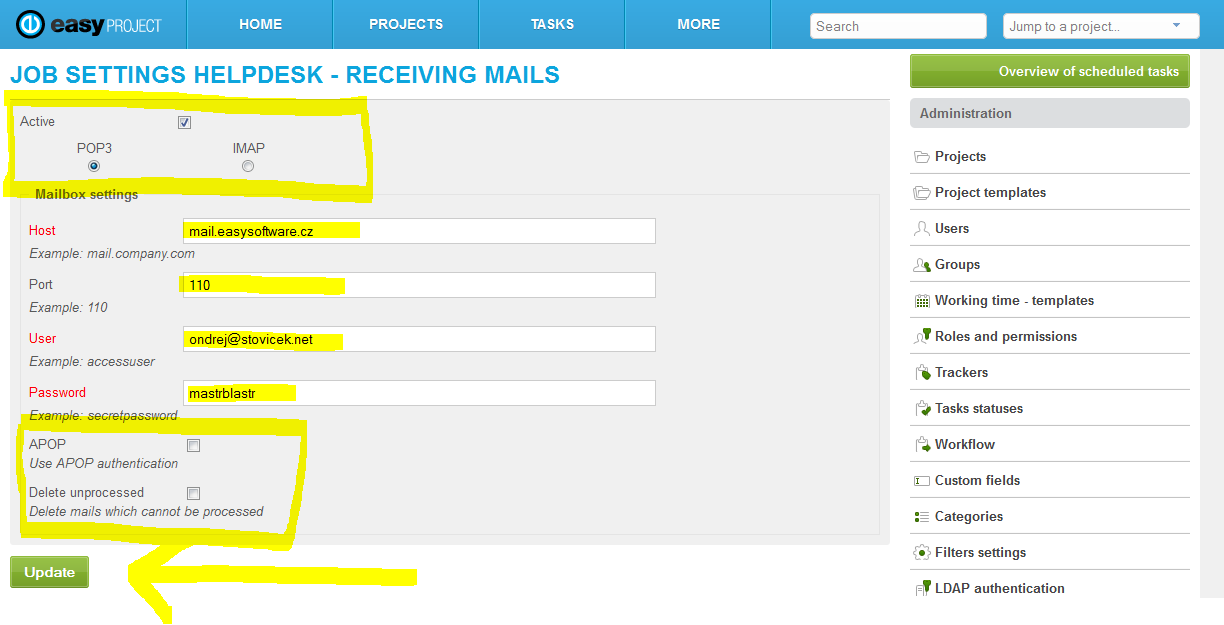 easy PROJECT
HOME
PROJECTS
TASKS
MORE
Search
Jump to a project...
JOB SETTINGS HELPDESK - RECEIVING MAILS
Active
POP3
IMAP
Mailbox settings
Host
mail.easysoftware.cz
Example: mail.company.com
Port
110
Example: 110
User
ondrej@stovicek.net
Example: accessuser
Password
mastrblastr
Example: secretpassword
APOP
Use APOP authentication
Delete unprocessed
Delete mails which cannot be processed
Update
Overview of scheduled tasks
Administration
Projects
Project templates
Users
Groups
Working time - templates
Roles and permissions
Trackers
Tasks statuses
Workflow
Custom fields
Categories
Filters settings
LDAP authentication